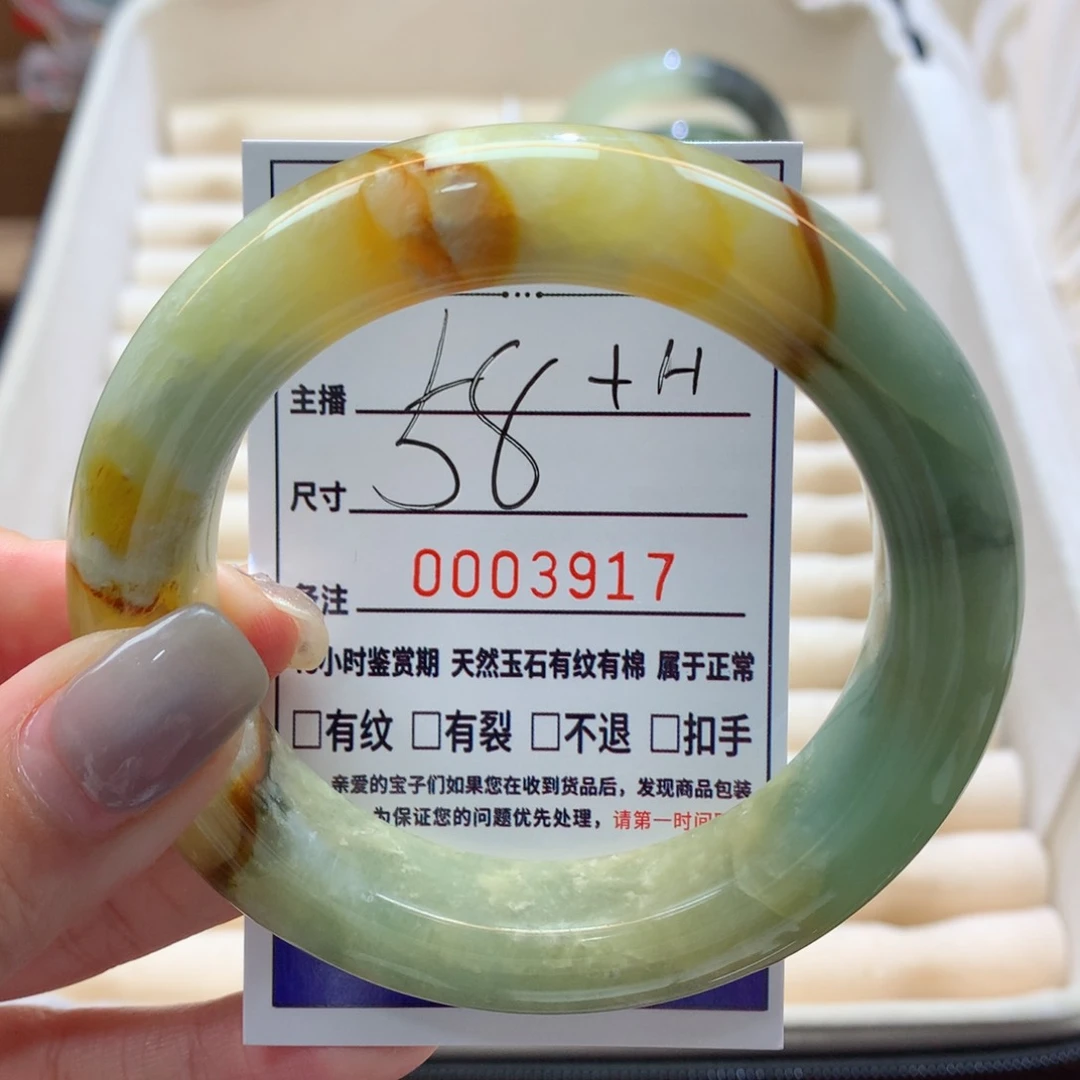 主播
58+H
尺寸
备注 0003917
小时鉴赏期 天然玉石有纹有棉 属于正常
□有纹 □有裂 □不退 □扣手
亲爱的宝子们如果您在收到货品后，发现商品包装
为保证您的问题优先处理，请第一时间